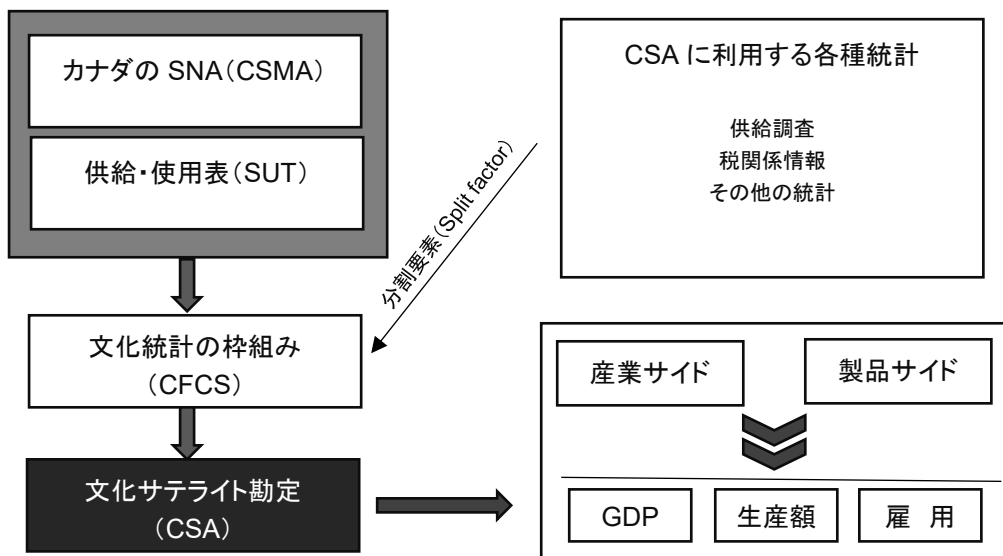 カナダの SNA(CSMA)
供給・使用表(SUT)
CSA に利用する各種統計
供給調査
税関係情報
その他の統計
分割要素(Split factor)
文化統計の枠組み
(CFCS)
文化サテライト勘定
(CSA)
産業サイド
製品サイド
GDP
生産額
雇 用